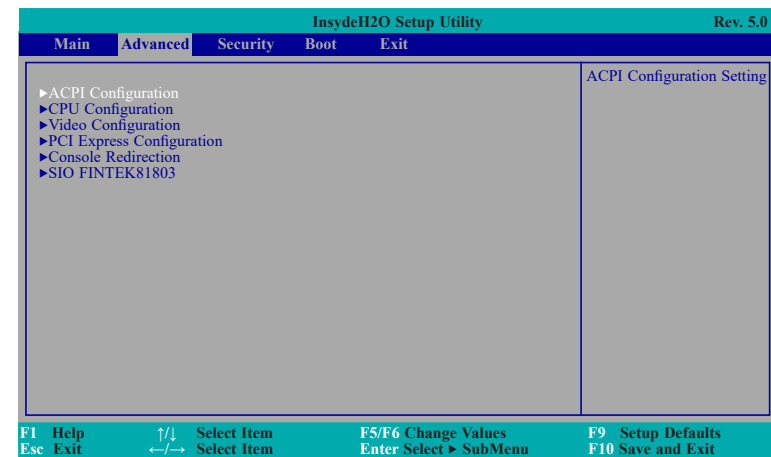 InsydeH2O Setup Utility Rev. 5.0
Main Advanced Security Boot Exit
ACPI Configuration Setting
►ACPI Configuration
►CPU Configuration
►Video Configuration
►PCI Express Configuration
►Console Redirection
►SIO FINTEK81803
F1 Help ↑/↓ Select Item F5/F6 Change Values F9 Setup Defaults
Esc Exit ←/→ Select Item Enter Select ► SubMenu F10 Save and Exit